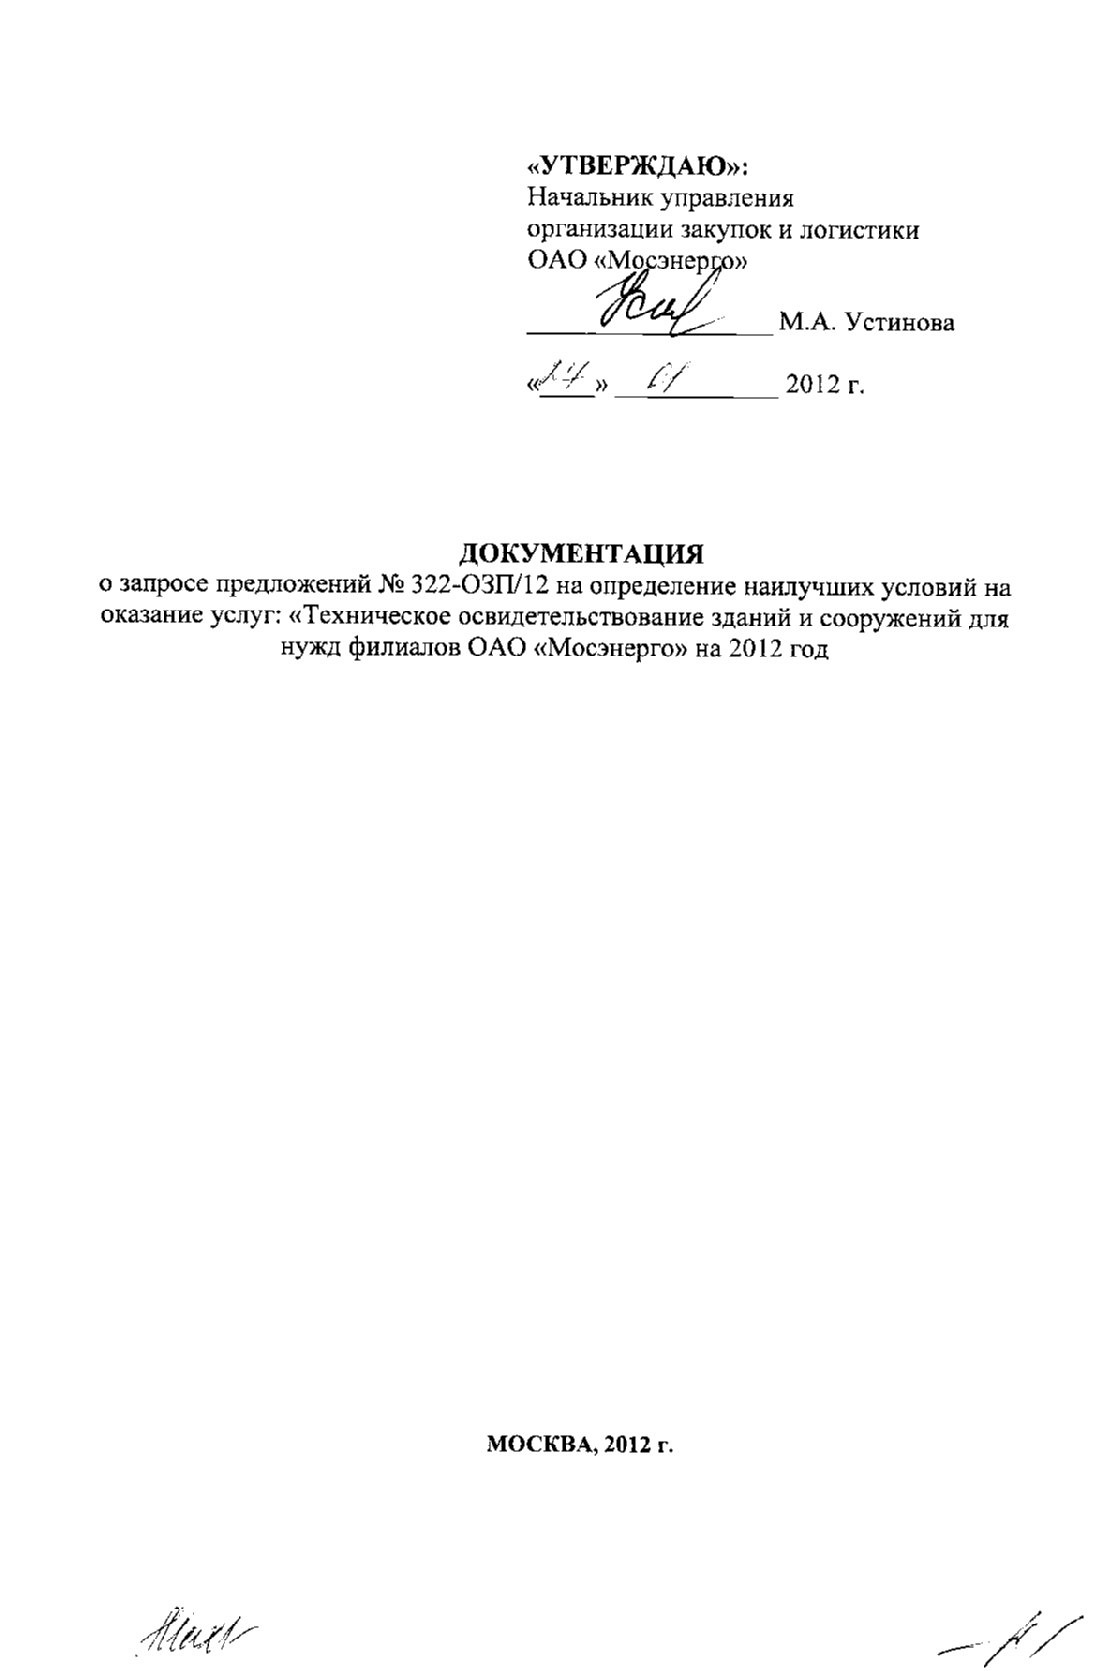 «УТВЕРЖДАЮ»:
Начальник управления
организации закупок и логистики
ОАО «Мосэнерго»
М.А. Устинова
«24» 01 2012 г.
ДОКУМЕНТАЦИЯ
о запросе предложений № 322-ОЗП/12 на определение наилучших условий на
оказание услуг: «Техническое освидетельствование зданий и сооружений для
нужд филиалов ОАО «Мосэнерго» на 2012 год
МОСКВА, 2012 г.